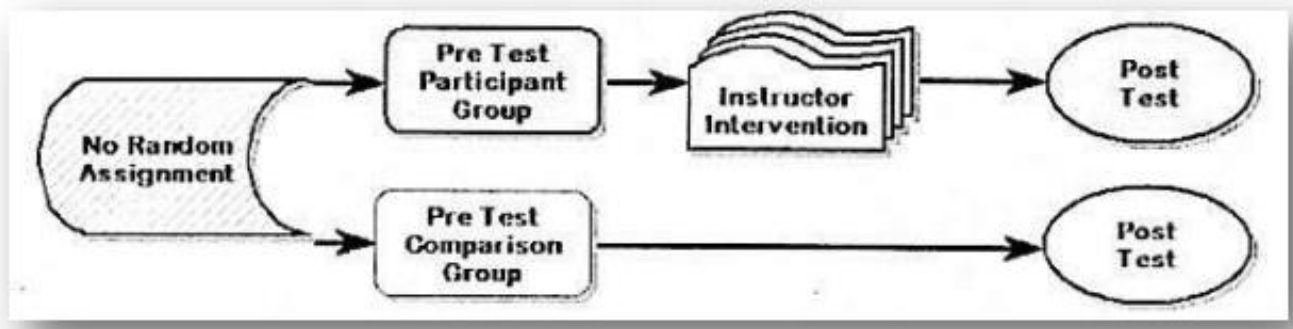 No Random
Assignment
Pre Test
Participant
Group
Instructor
Intervention
Post
Test
Pre Test
Comparison
Group
Post
Test